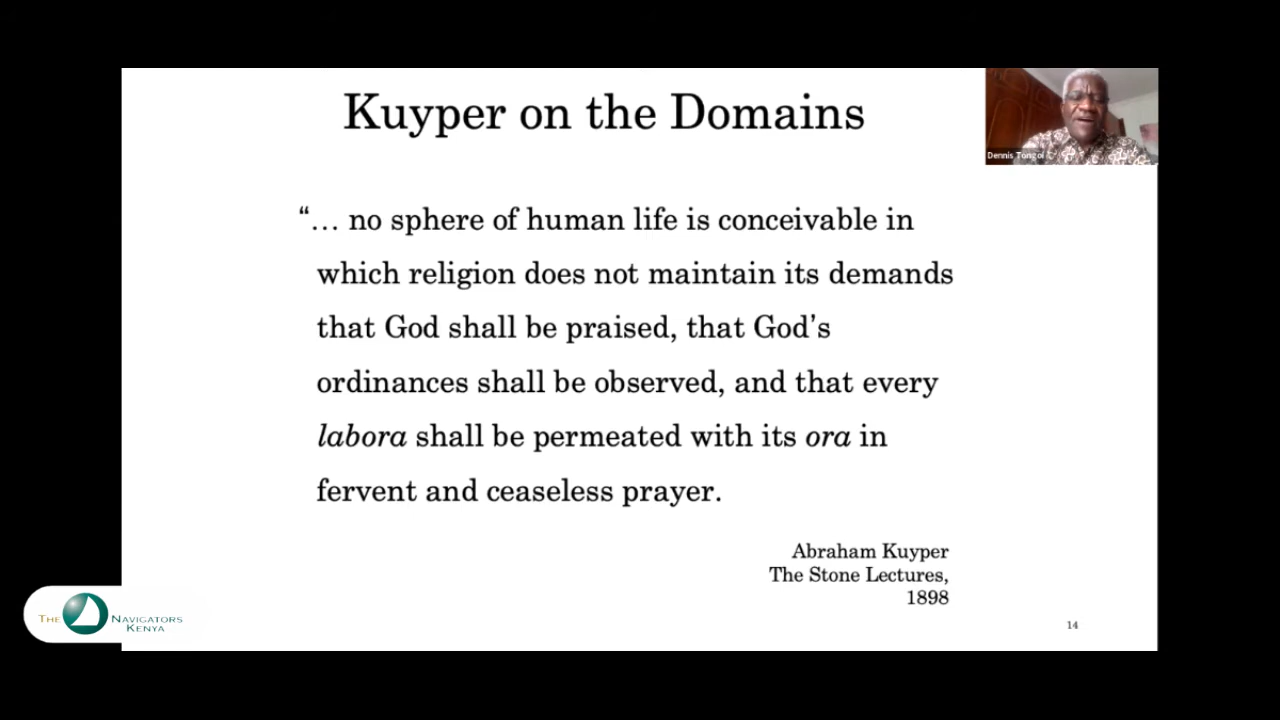 Kuyper on the Domains
Dennis Tongoi
“… no sphere of human life is conceivable in
which religion does not maintain its demands
that God shall be praised, that God’s
ordinances shall be observed, and that every
labora shall be permeated with its ora in
fervent and ceaseless prayer.
Abraham Kuyper
The Stone Lectures,
1898
14
THE NAVIGATORS
KENYA